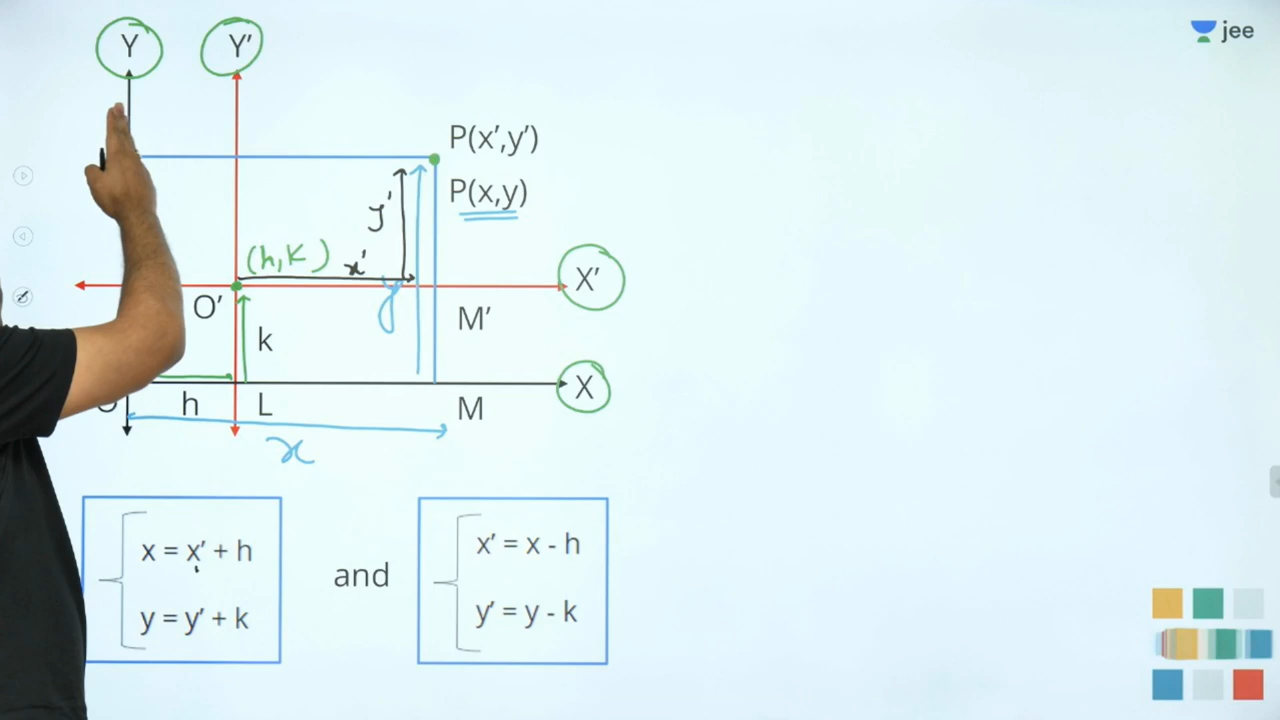 Y Y'
jee
P(x',y')
P(x,y)
y'
(h,k) x'
X'
O' y M'
k
X
h L M
x
x = x' + h
y = y' + k
and
x' = x - h
y' = y - k